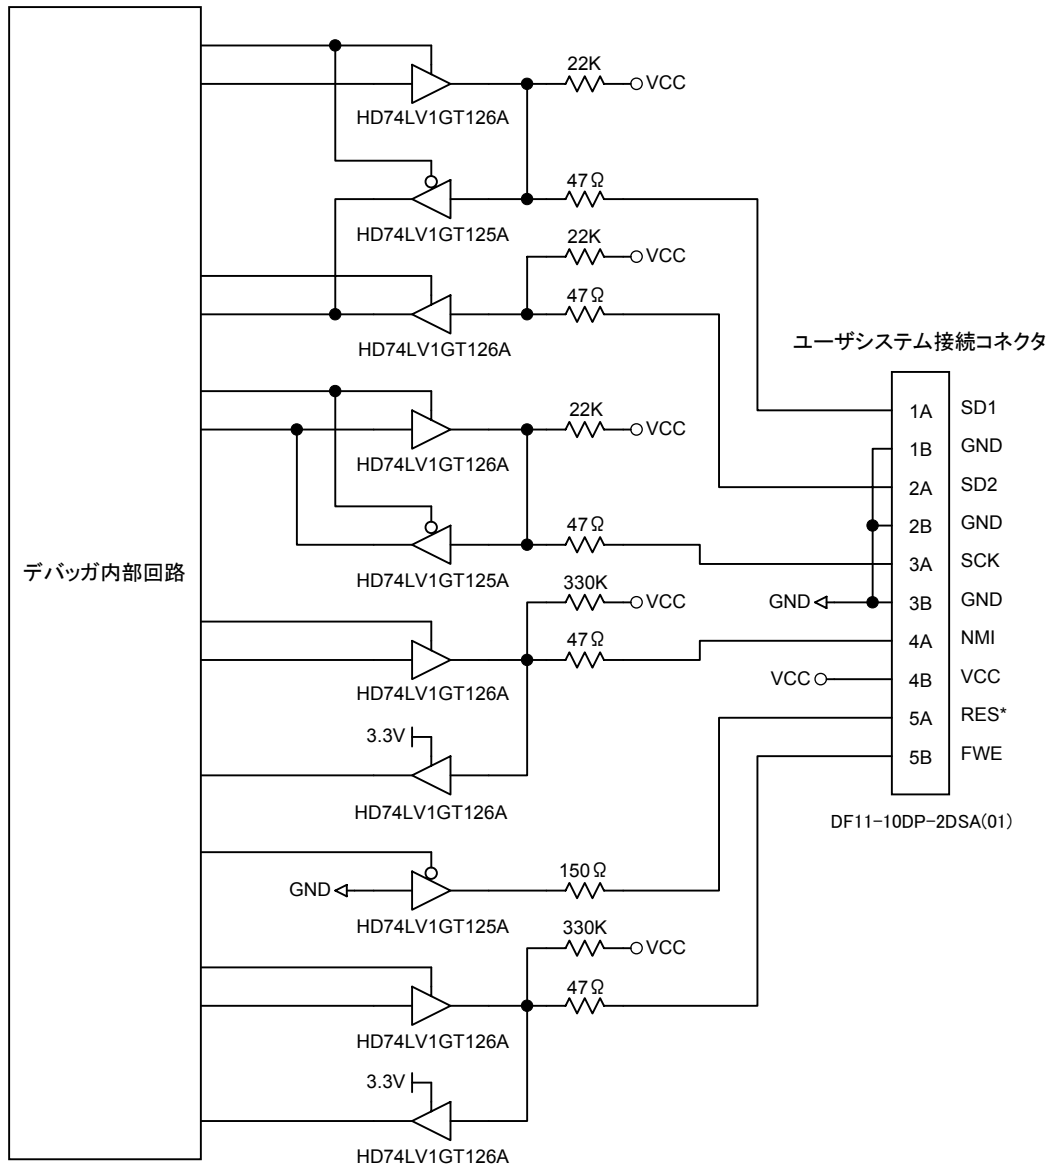 22K
VCC
HD74LV1GT126A
47Ω
HD74LV1GT125A
22K
VCC
47Ω
HD74LV1GT126A
22K
VCC
HD74LV1GT126A
47Ω
HD74LV1GT125A
330K
VCC
47Ω
HD74LV1GT126A
3.3V
HD74LV1GT126A
150Ω
GND
HD74LV1GT125A
330K
VCC
47Ω
HD74LV1GT126A
3.3V
HD74LV1GT126A
デバッガ内部回路
ユーザシステム接続コネクタ
1A SD1
1B GND
2A SD2
2B GND
3A SCK
GND 3B GND
4A NMI
VCC 4B VCC
5A RES*
5B FWE
DF11-10DP-2DSA(01)